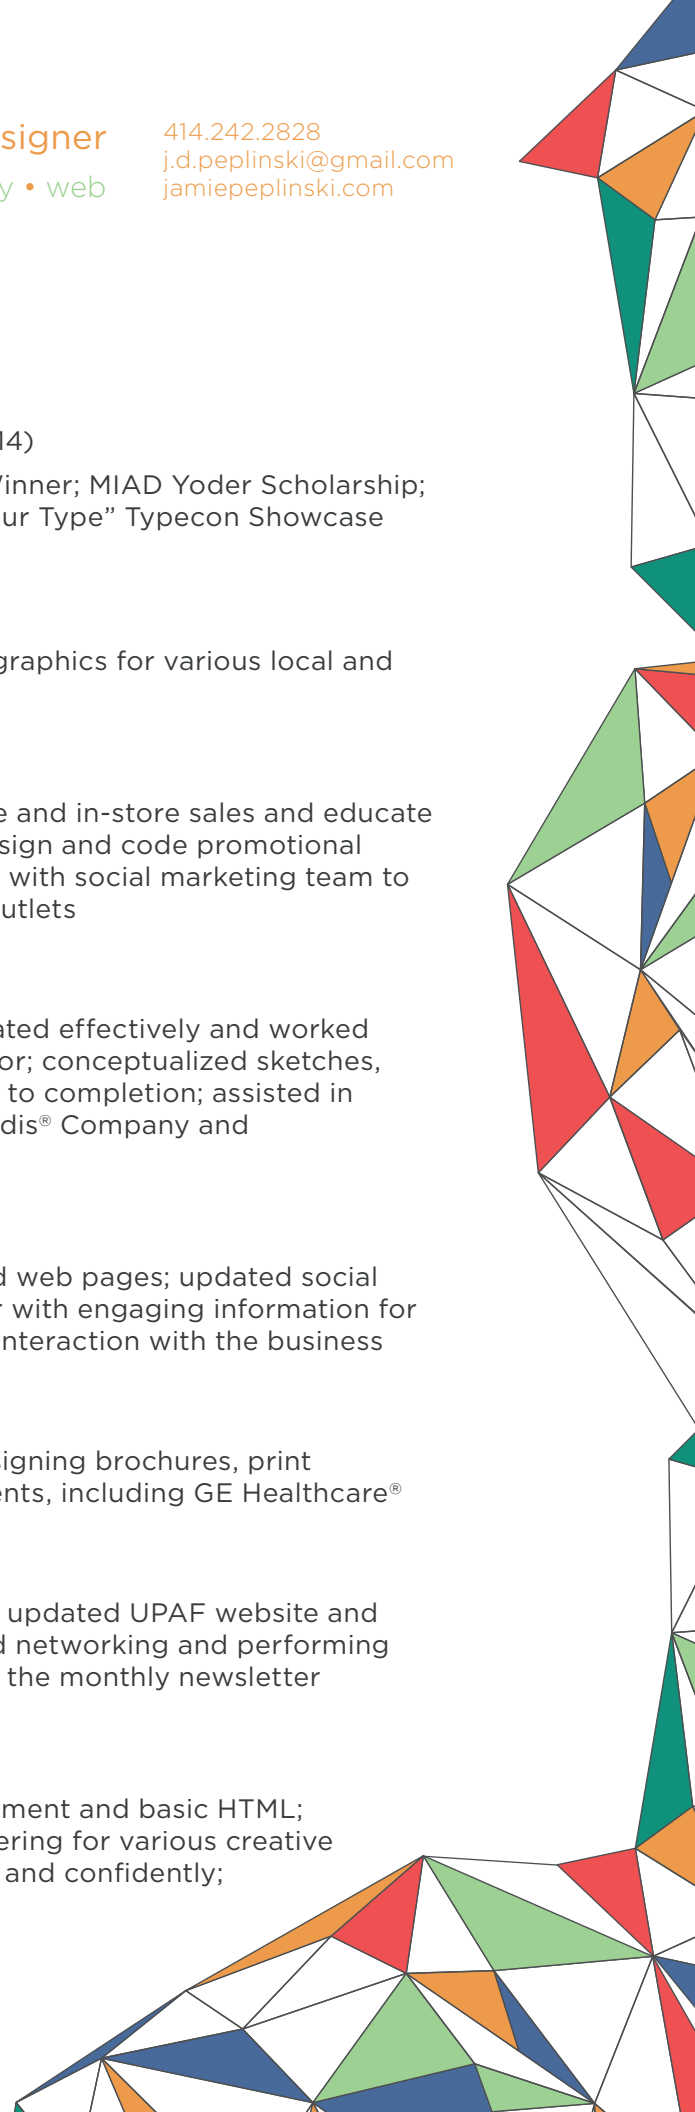 signer
y • web
414.242.2828
j.d.peplinski@gmail.com
jamiepeplinski.com
14)
Winner; MIAD Yoder Scholarship;
ur Type” Typecon Showcase
graphics for various local and
e and in-store sales and educate
sign and code promotional
with social marketing team to
utlets
ated effectively and worked
or; conceptualized sketches,
to completion; assisted in
dis® Company and
d web pages; updated social
r with engaging information for
nteraction with the business
signing brochures, print
ents, including GE Healthcare®
updated UPAF website and
d networking and performing
the monthly newsletter
ment and basic HTML;
ering for various creative
and confidently;